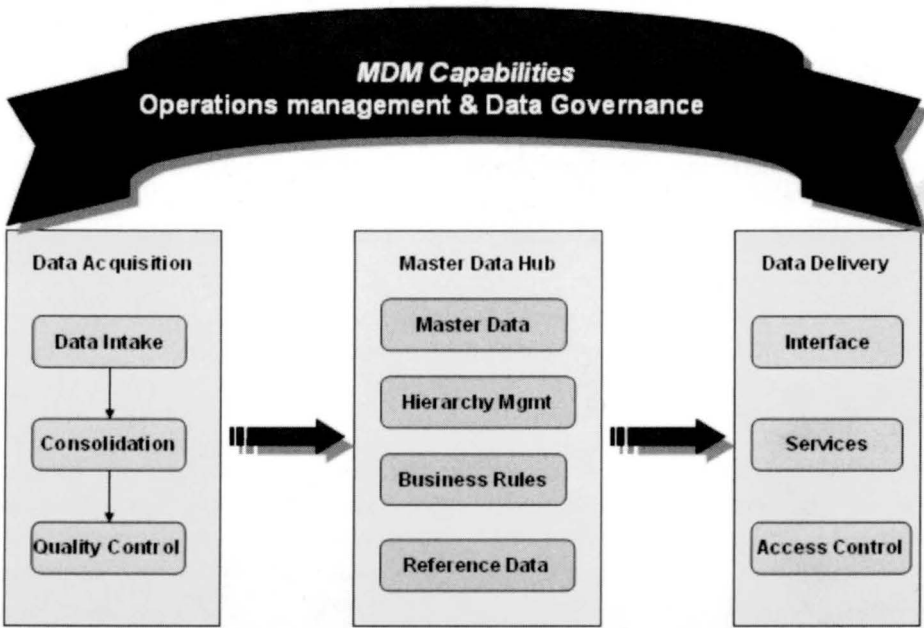 MDM Capabilities
Operations management & Data Governance
Data Acquisition
Data Intake
Consolidation
Quality Control
Master Data Hub
Master Data
Hierarchy Mgmt
Business Rules
Reference Data
Data Delivery
Interface
Services
Access Control